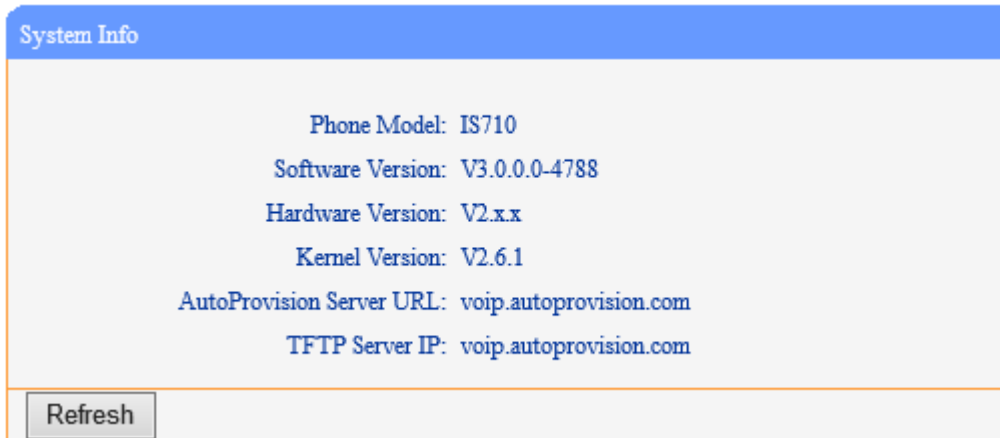 System Info
Phone Model: IS710
Software Version: V3.0.0.0-4788
Hardware Version: V2.x.x
Kernel Version: V2.6.1
AutoProvision Server URL: voip.autoprovision.com
TFTP Server IP: voip.autoprovision.com
Refresh